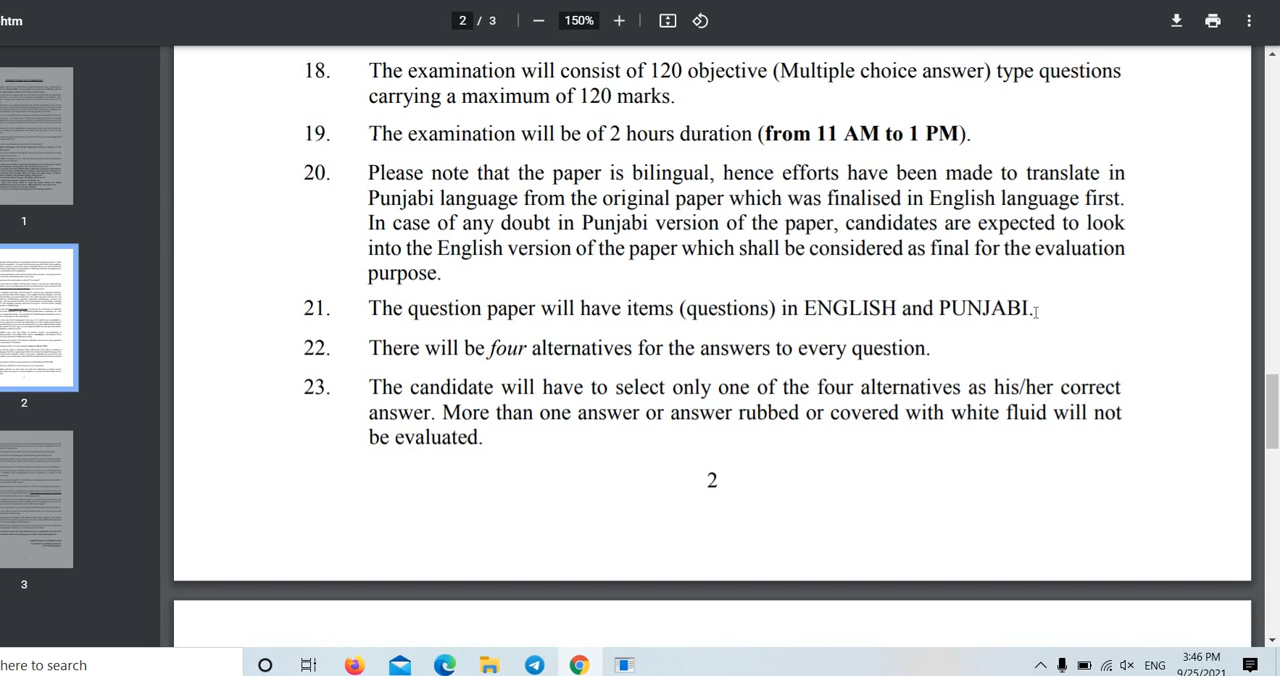 htm
2 / 3
150%
18. The examination will consist of 120 objective (Multiple choice answer) type questions
carrying a maximum of 120 marks.
19. The examination will be of 2 hours duration (from 11 AM to 1 PM).
20. Please note that the paper is bilingual, hence efforts have been made to translate in
Punjabi language from the original paper which was finalised in English language first.
In case of any doubt in Punjabi version of the paper, candidates are expected to look
into the English version of the paper which shall be considered as final for the evaluation
purpose.
21. The question paper will have items (questions) in ENGLISH and PUNJABI.
22. There will be four alternatives for the answers to every question.
23. The candidate will have to select only one of the four alternatives as his/her correct
answer. More than one answer or answer rubbed or covered with white fluid will not
be evaluated.
2
1
2
3
here to search
ENG
3:46 PM
9/25/2021